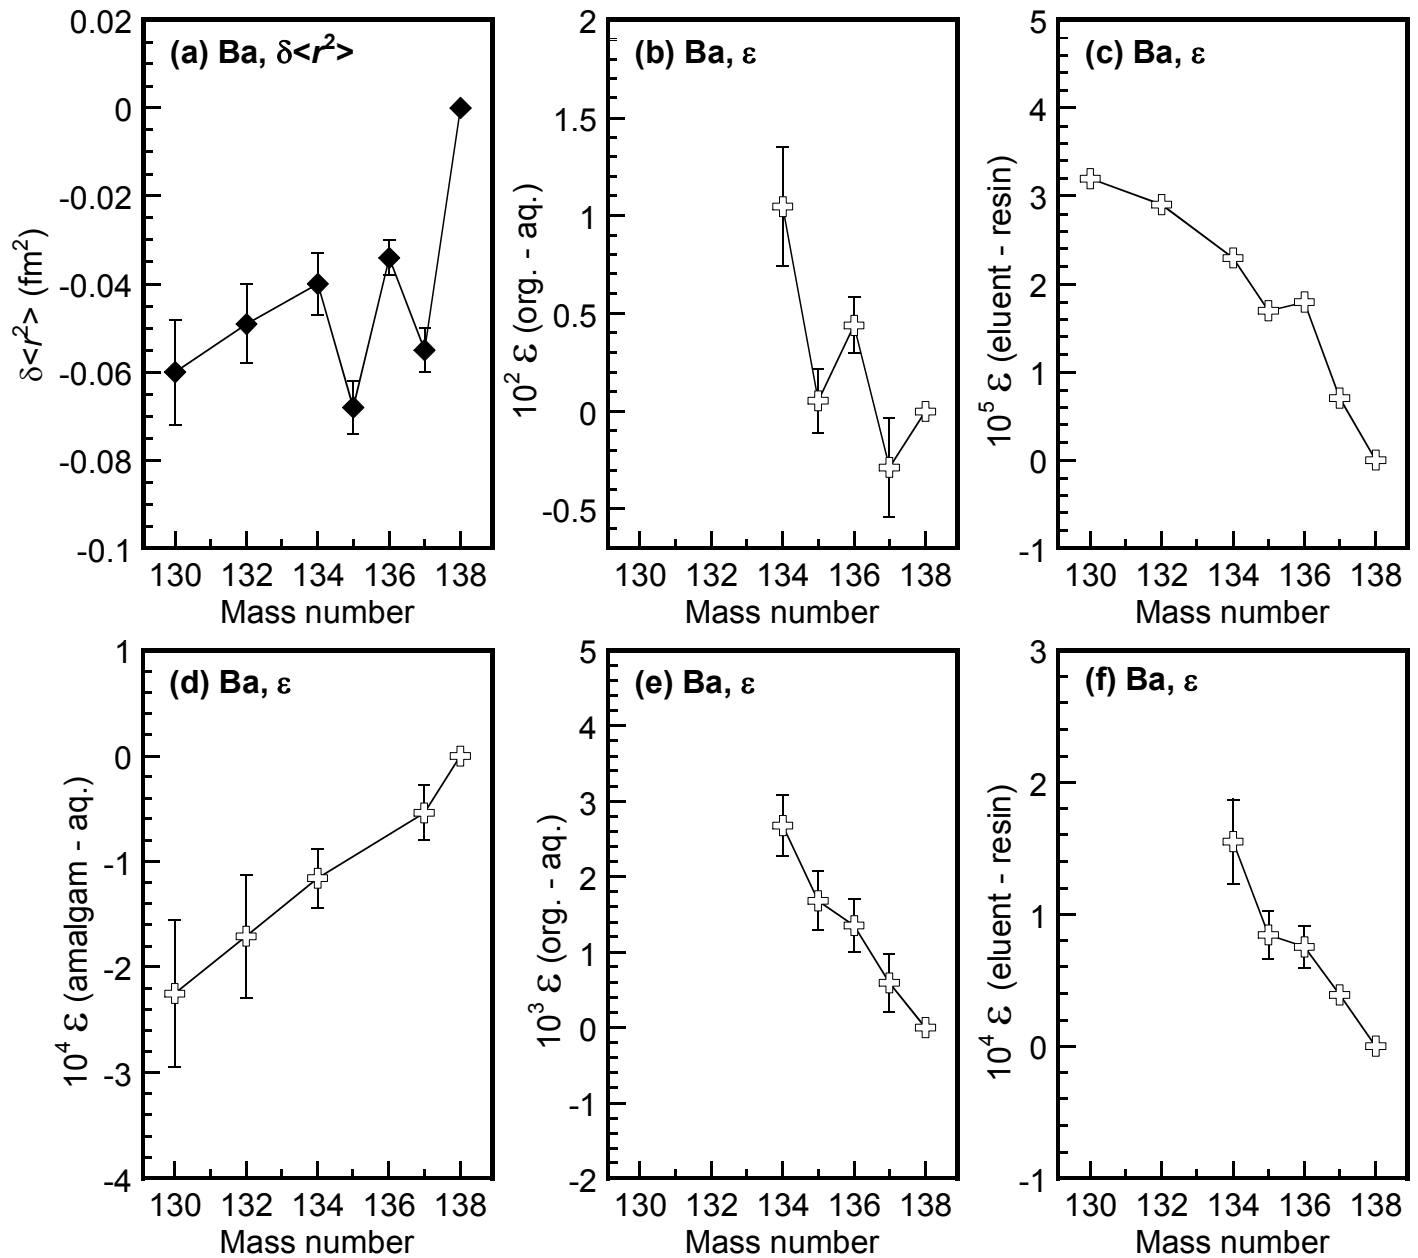 (a) Ba, δ<r²>
0.02
0
-0.02
-0.04
-0.06
-0.08
-0.1
δ<r²> (fm²)
130 132 134 136 138
Mass number
(b) Ba, ε
2
1.5
1
0.5
0
-0.5
10² ε (org. - aq.)
130 132 134 136 138
Mass number
(c) Ba, ε
5
4
3
2
1
0
-1
10⁵ ε (eluent - resin)
130 132 134 136 138
Mass number
(d) Ba, ε
1
0
-1
-2
-3
-4
10⁴ ε (amalgam - aq.)
130 132 134 136 138
Mass number
(e) Ba, ε
5
4
3
2
1
0
-1
-2
10³ ε (org. - aq.)
130 132 134 136 138
Mass number
(f) Ba, ε
3
2
1
0
-1
10⁴ ε (eluent - resin)
130 132 134 136 138
Mass number